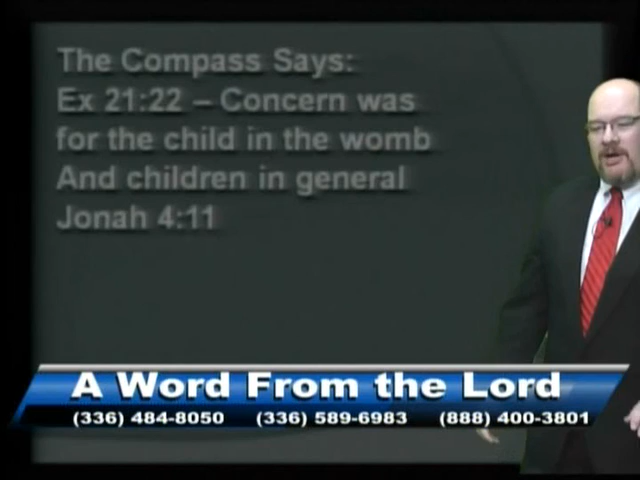 The Compass Says:
Ex 21:22 – Concern was
for the child in the womb
And children in general
Jonah 4:11
A Word From the Lord
(336) 484-8050 (336) 589-6983 (888) 400-3801